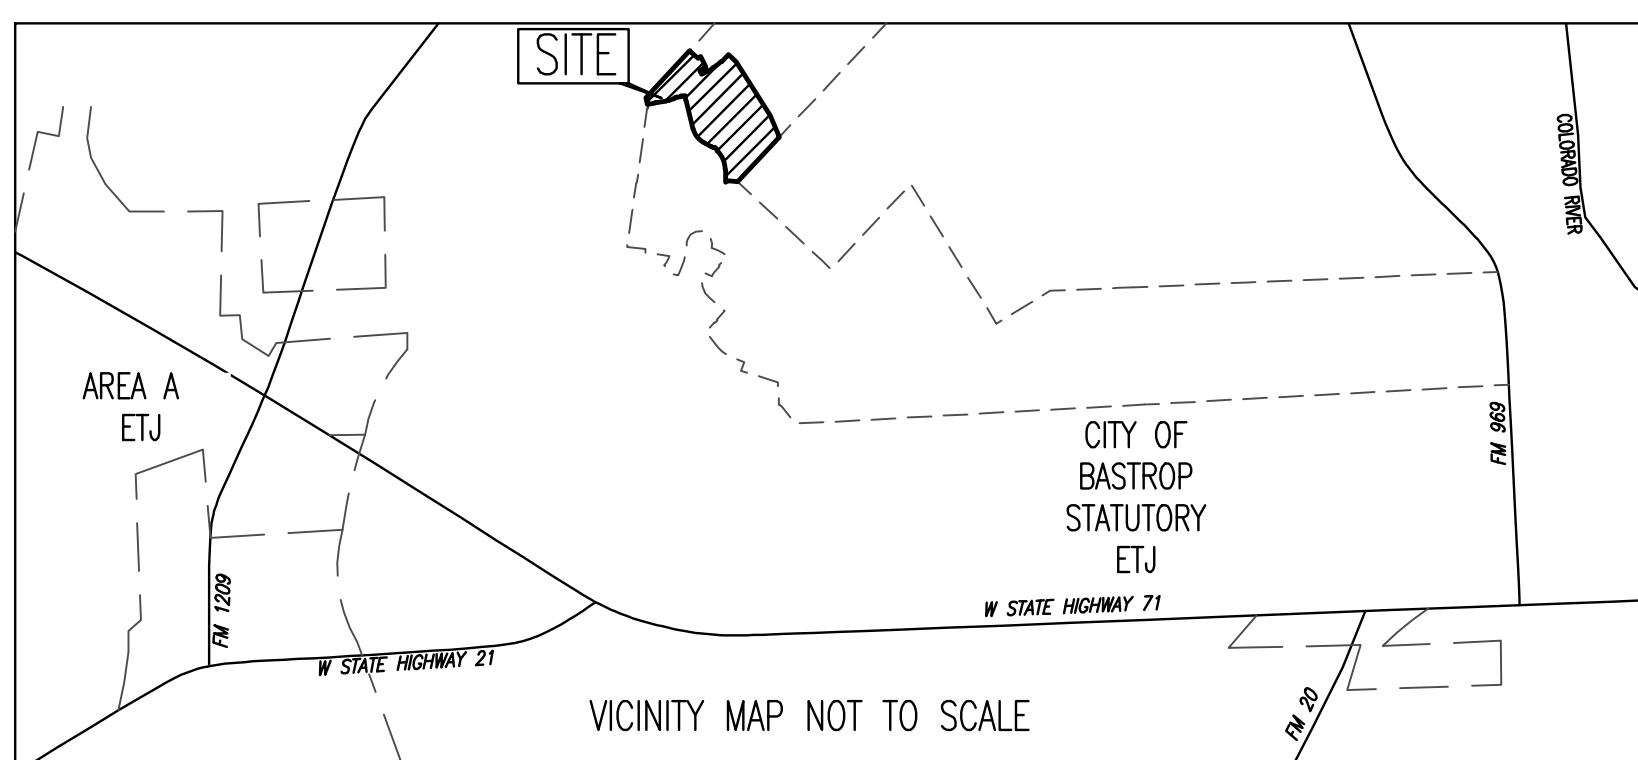 SITE
COLORADO RIVER
AREA A
ETJ
FM 969
CITY OF
BASTROP
STATUTORY
ETJ
FM 1209
W STATE HIGHWAY 71
W STATE HIGHWAY 21
FM 20
VICINITY MAP NOT TO SCALE